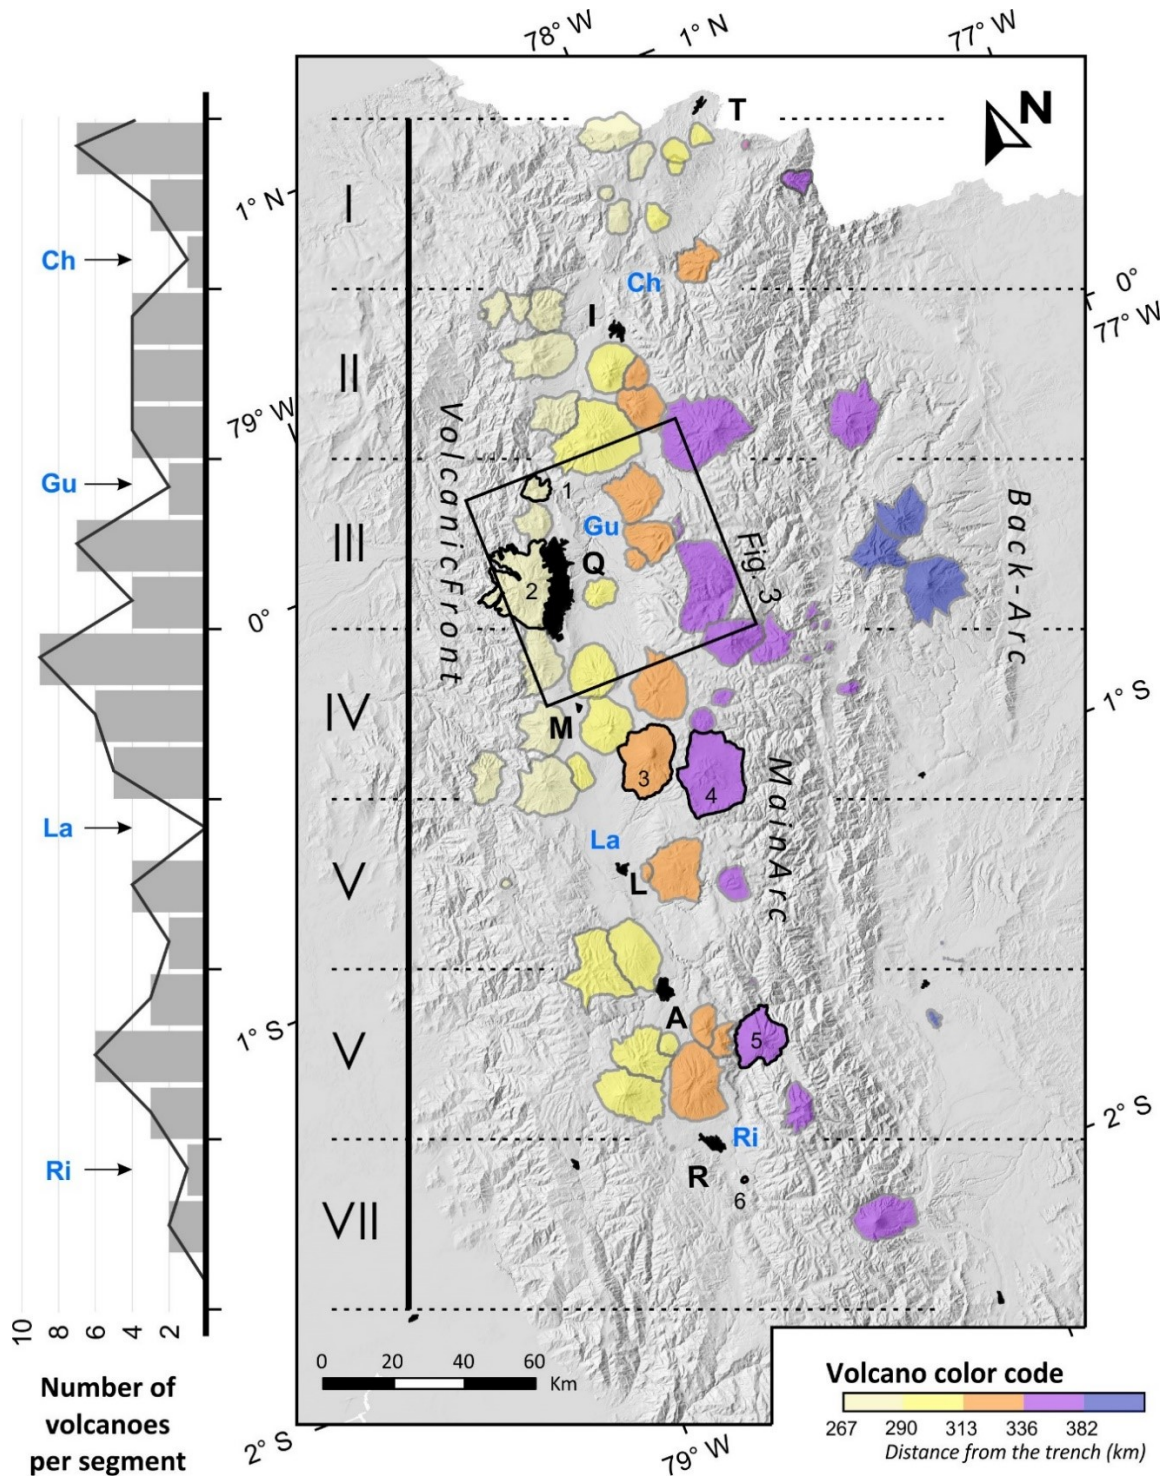 78° W
1° N
77° W
N
T
1° N
I
Ch
Ch
0°
77° W
I
II
79° W
Volcanic Front
1
Gu
Gu
III
Q
2
Fig. 3
Back-Arc
0°
IV
M
1° S
3
4
Main Arc
La
La
L
V
A
1° S
V
5
2° S
Ri
Ri
R
6
VII
10
8
6
4
2
0
20
40
60
Km
Number of
volcanoes
per segment
2° S
79° W
Volcano color code
267
290
313
336
382
Distance from the trench (km)